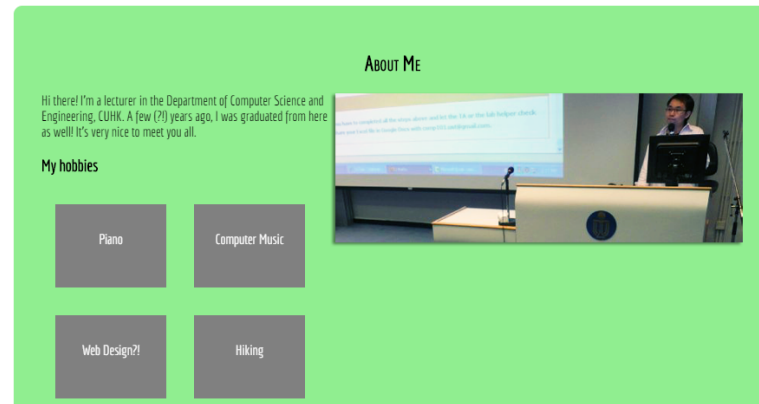 About Me
Hi there! I'm a lecturer in the Department of Computer Science and
Engineering, CUHK. A few (?!) years ago, I was graduated from here
as well! It's very nice to meet you all.
My hobbies
Piano
Computer Music
Web Design?!
Hiking